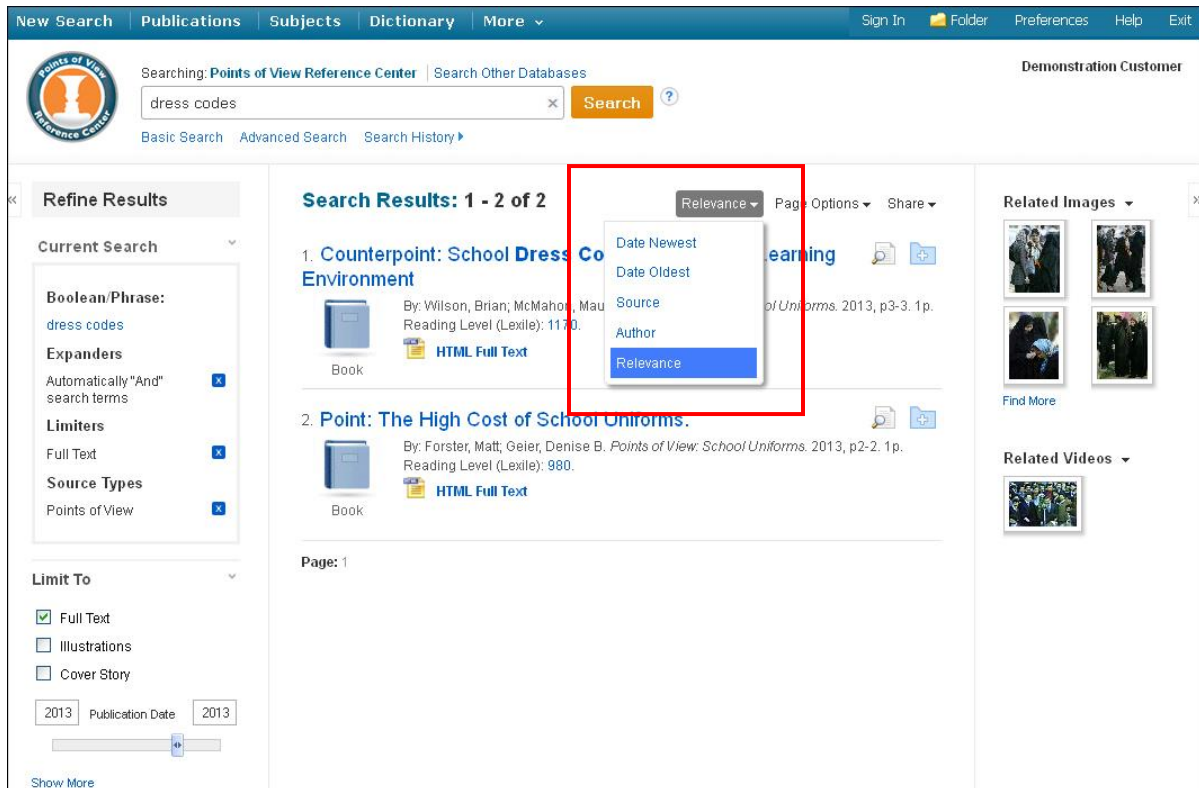 New Search Publications Subjects Dictionary More Sign In Folder Preferences Help Exit
Points of View Reference Center
Searching: Points of View Reference Center Search Other Databases
Demonstration Customer
dress codes × Search ?
Basic Search Advanced Search Search History
« Refine Results
Current Search
Boolean/Phrase:
dress codes
Expanders
Automatically "And"
search terms
Limiters
Full Text
Source Types
Points of View
Limit To
Full Text
Illustrations
Cover Story
2013 Publication Date 2013
Show More
Search Results: 1 - 2 of 2
Relevance Page Options Share
Date Newest
Date Oldest
Source
Author
Relevance
1. Counterpoint: School Dress Co earning
Environment
By: Wilson, Brian; McMahon, Mau ol Uniforms. 2013, p3-3. 1p.
Reading Level (Lexile): 1170.
HTML Full Text
Book
2. Point: The High Cost of School Uniforms.
By: Forster, Matt; Geier, Denise B. Points of View: School Uniforms. 2013, p2-2. 1p.
Reading Level (Lexile): 980.
HTML Full Text
Book
Page: 1
Related Images »
Find More
Related Videos